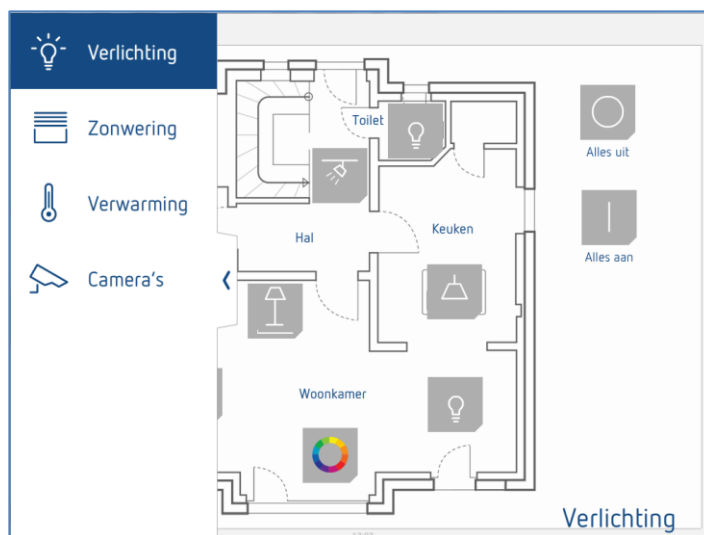 Verlichting
Zonwering
Verwarming
Camera's
Toilet
Hal
Keuken
Woonkamer
Alles uit
Alles aan
Verlichting